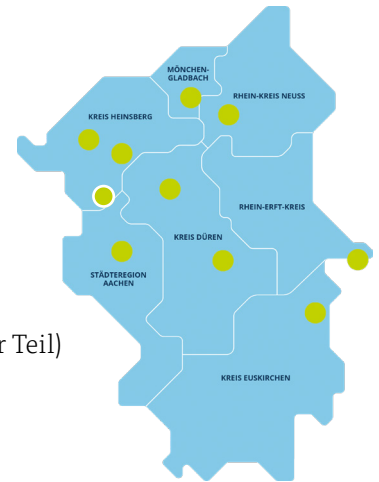 MÖNCHEN-
GLADBACH
RHEIN-KREIS NEUSS
KREIS HEINSBERG
RHEIN-ERFT-KREIS
KREIS DÜREN
STÄDTEREGION
AACHEN
r Teil)
KREIS EUSKIRCHEN